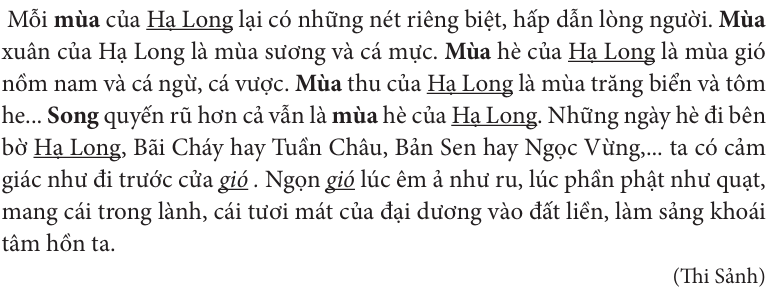 Mỗi mùa của Hạ Long lại có những nét riêng biệt, hấp dẫn lòng người. Mùa
xuân của Hạ Long là mùa sương và cá mực. Mùa hè của Hạ Long là mùa gió
nồm nam và cá ngừ, cá vược. Mùa thu của Hạ Long là mùa trăng biển và tôm
he... Song quyến rũ hơn cả vẫn là mùa hè của Hạ Long. Những ngày hè đi bên
bờ Hạ Long, Bãi Cháy hay Tuần Châu, Bản Sen hay Ngọc Vừng,... ta có cảm
giác như đi trước cửa gió . Ngọn gió lúc êm ả như ru, lúc phần phật như quạt,
mang cái trong lành, cái tươi mát của đại dương vào đất liền, làm sảng khoái
tâm hồn ta.
(Thi Sảnh)